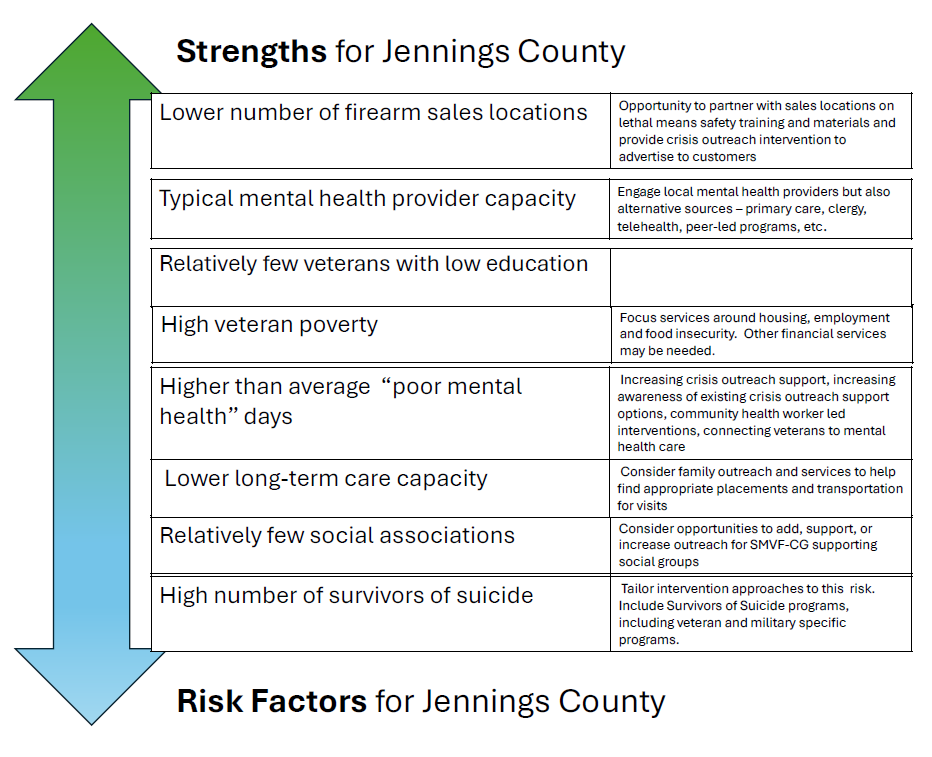 Strengths for Jennings County
Lower number of firearm sales locations
Opportunity to partner with sales locations on
lethal means safety training and materials and
provide crisis outreach intervention to
advertise to customers
Typical mental health provider capacity
Engage local mental health providers but also
alternative sources – primary care, clergy,
telehealth, peer-led programs, etc.
Relatively few veterans with low education
High veteran poverty
Focus services around housing, employment
and food insecurity.  Other financial services
may be needed.
Higher than average “poor mental
health” days
Increasing crisis outreach support, increasing
awareness of existing crisis outreach support
options, community health worker led
interventions, connecting veterans to mental
health care
Lower long-term care capacity
Consider family outreach and services to help
find appropriate placements and transportation
for visits
Relatively few social associations
Consider opportunities to add, support, or
increase outreach for SMVF-CG supporting
social groups
High number of survivors of suicide
Tailor intervention approaches to this risk.
Include Survivors of Suicide programs,
including veteran and military specific
programs.
Risk Factors for Jennings County